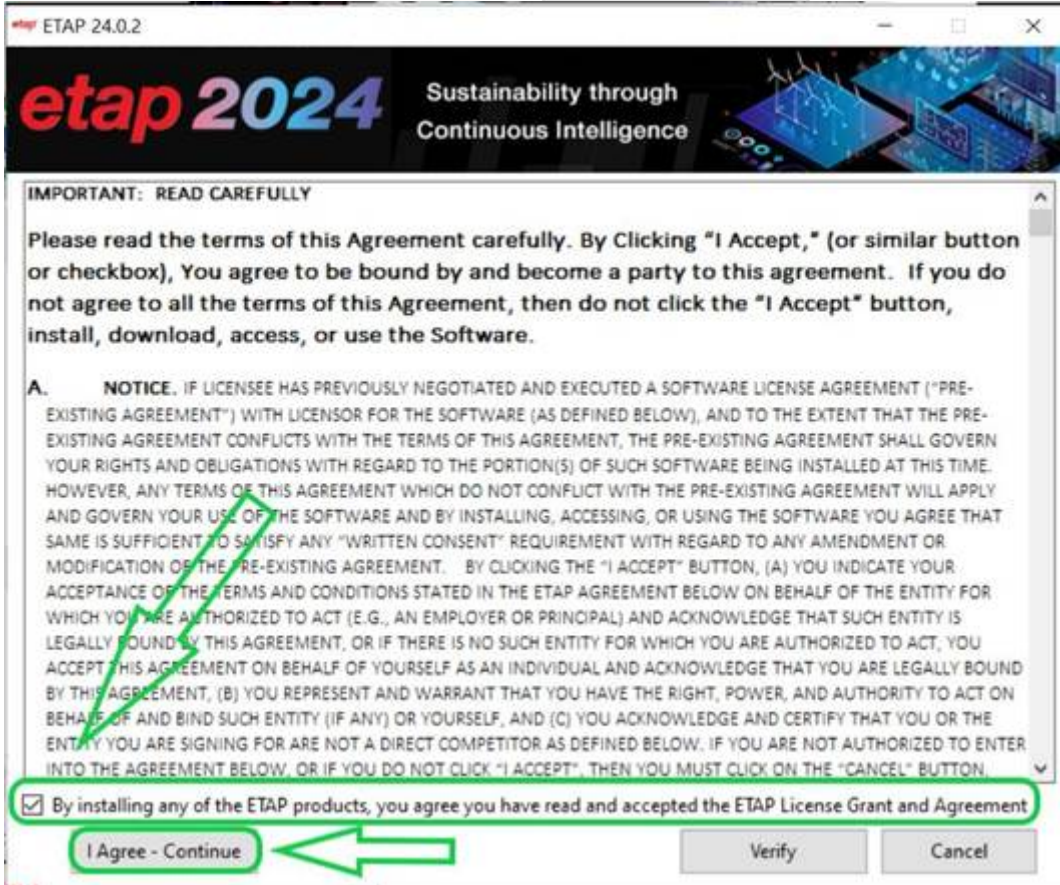 etap ETAP 24.0.2
etap 2024
Sustainability through
Continuous Intelligence
IMPORTANT: READ CAREFULLY
Please read the terms of this Agreement carefully. By Clicking "I Accept," (or similar button
or checkbox), You agree to be bound by and become a party to this agreement. If you do
not agree to all the terms of this Agreement, then do not click the "I Accept" button,
install, download, access, or use the Software.
A. NOTICE. IF LICENSEE HAS PREVIOUSLY NEGOTIATED AND EXECUTED A SOFTWARE LICENSE AGREEMENT ("PRE-
EXISTING AGREEMENT") WITH LICENSOR FOR THE SOFTWARE (AS DEFINED BELOW), AND TO THE EXTENT THAT THE PRE-
EXISTING AGREEMENT CONFLICTS WITH THE TERMS OF THIS AGREEMENT, THE PRE-EXISTING AGREEMENT SHALL GOVERN
YOUR RIGHTS AND OBLIGATIONS WITH REGARD TO THE PORTION(S) OF SUCH SOFTWARE BEING INSTALLED AT THIS TIME.
HOWEVER, ANY TERMS OF THIS AGREEMENT WHICH DO NOT CONFLICT WITH THE PRE-EXISTING AGREEMENT WILL APPLY
AND GOVERN YOUR USE OF THE SOFTWARE AND BY INSTALLING, ACCESSING, OR USING THE SOFTWARE YOU AGREE THAT
SAME IS SUFFICIENT TO SATISFY ANY "WRITTEN CONSENT" REQUIREMENT WITH REGARD TO ANY AMENDMENT OR
MODIFICATION OF THE PRE-EXISTING AGREEMENT. BY CLICKING THE "I ACCEPT" BUTTON, (A) YOU INDICATE YOUR
ACCEPTANCE OF THE TERMS AND CONDITIONS STATED IN THE ETAP AGREEMENT BELOW ON BEHALF OF THE ENTITY FOR
WHICH YOU ARE AUTHORIZED TO ACT (E.G., AN EMPLOYER OR PRINCIPAL) AND ACKNOWLEDGE THAT SUCH ENTITY IS
LEGALLY BOUND BY THIS AGREEMENT, OR IF THERE IS NO SUCH ENTITY FOR WHICH YOU ARE AUTHORIZED TO ACT, YOU
ACCEPT THIS AGREEMENT ON BEHALF OF YOURSELF AS AN INDIVIDUAL AND ACKNOWLEDGE THAT YOU ARE LEGALLY BOUND
BY THIS AGREEMENT, (B) YOU REPRESENT AND WARRANT THAT YOU HAVE THE RIGHT, POWER, AND AUTHORITY TO ACT ON
BEHALF OF AND BIND SUCH ENTITY (IF ANY) OR YOURSELF, AND (C) YOU ACKNOWLEDGE AND CERTIFY THAT YOU OR THE
ENTITY YOU ARE SIGNING FOR ARE NOT A DIRECT COMPETITOR AS DEFINED BELOW. IF YOU ARE NOT AUTHORIZED TO ENTER
INTO THE AGREEMENT BELOW, OR IF YOU DO NOT CLICK "I ACCEPT", THEN YOU MUST CLICK ON THE "CANCEL" BUTTON.
By installing any of the ETAP products, you agree you have read and accepted the ETAP License Grant and Agreement
I Agree - Continue
Verify
Cancel